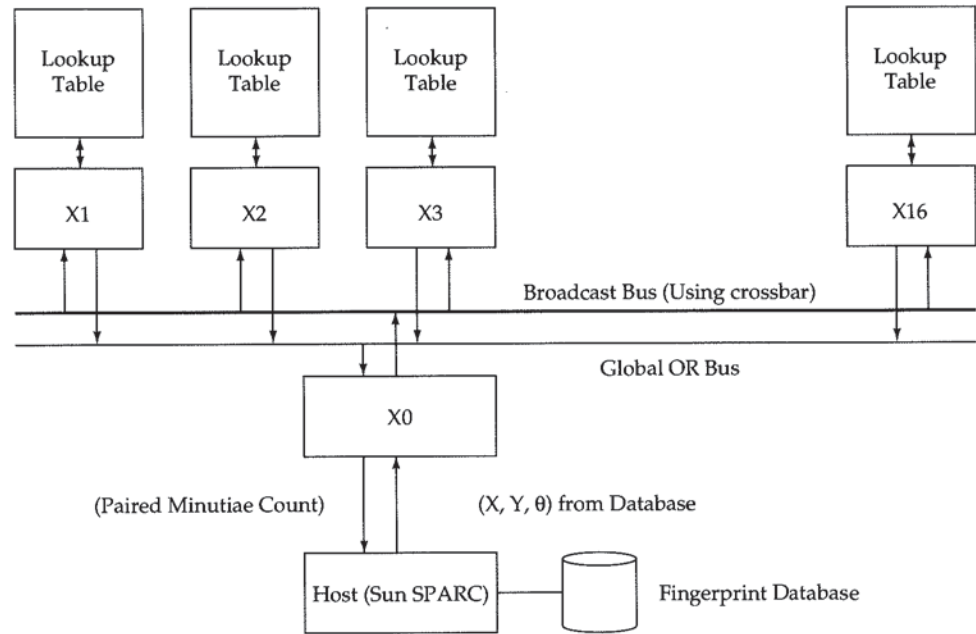 Lookup
Table
Lookup
Table
Lookup
Table
Lookup
Table
X1
X2
X3
X16
Broadcast Bus (Using crossbar)
Global OR Bus
X0
(Paired Minutiae Count)
(X, Y, θ) from Database
Host (Sun SPARC)
Fingerprint Database